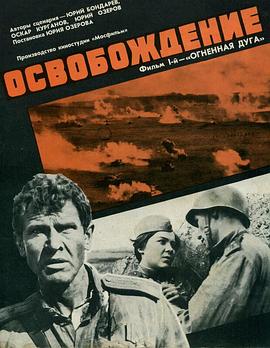 Авторы сценария — ЮРИЙ БОНДАРЕВ,
ОСКАР КУРГАНОВ, ЮРИЙ ОЗЕРОВ
Постановка ЮРИЯ ОЗЕРОВА
Производство киностудии «Мосфильм»
ОСВОБОЖДЕНИЕ
Фильм 1-й — «ОГНЕННАЯ ДУГА»